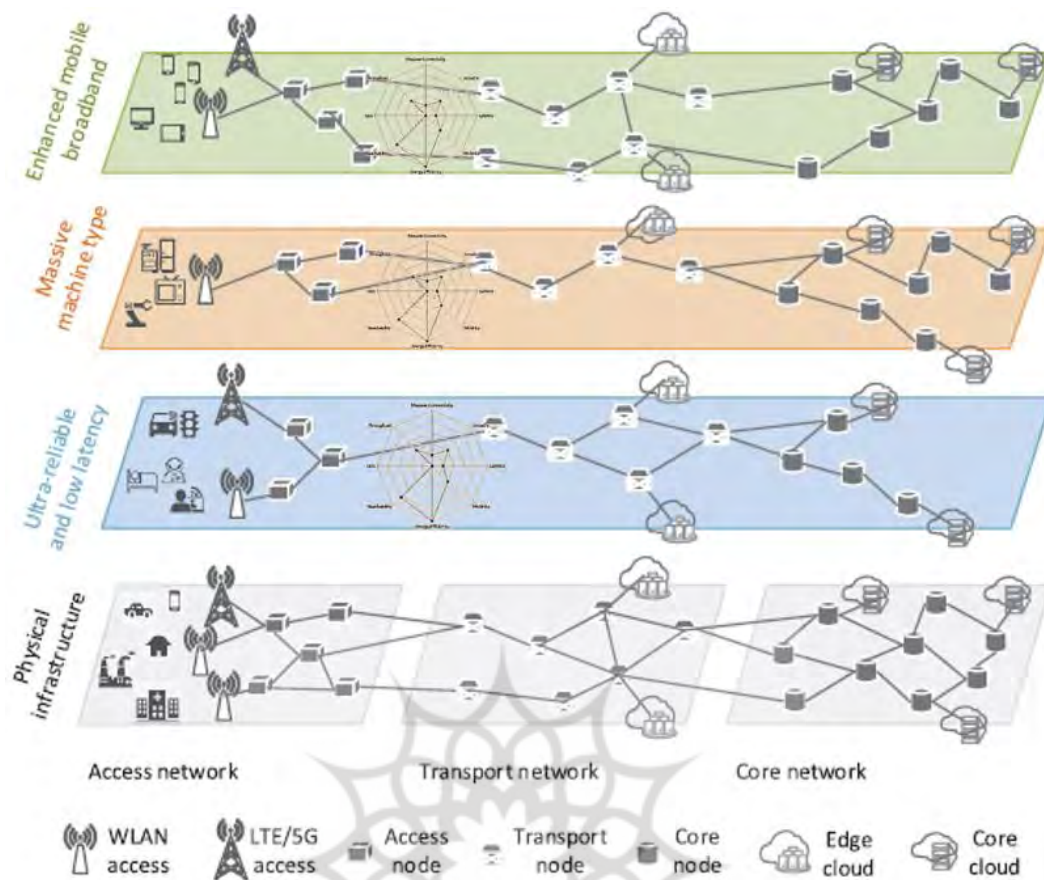 Enhanced mobile
broadband
Massive
machine type
Ultra-reliable
and low latency
Physical
infrastructure
Access network
Transport network
Core network
WLAN
access
LTE/5G
access
Access
node
Transport
node
Core
node
Edge
cloud
Core
cloud